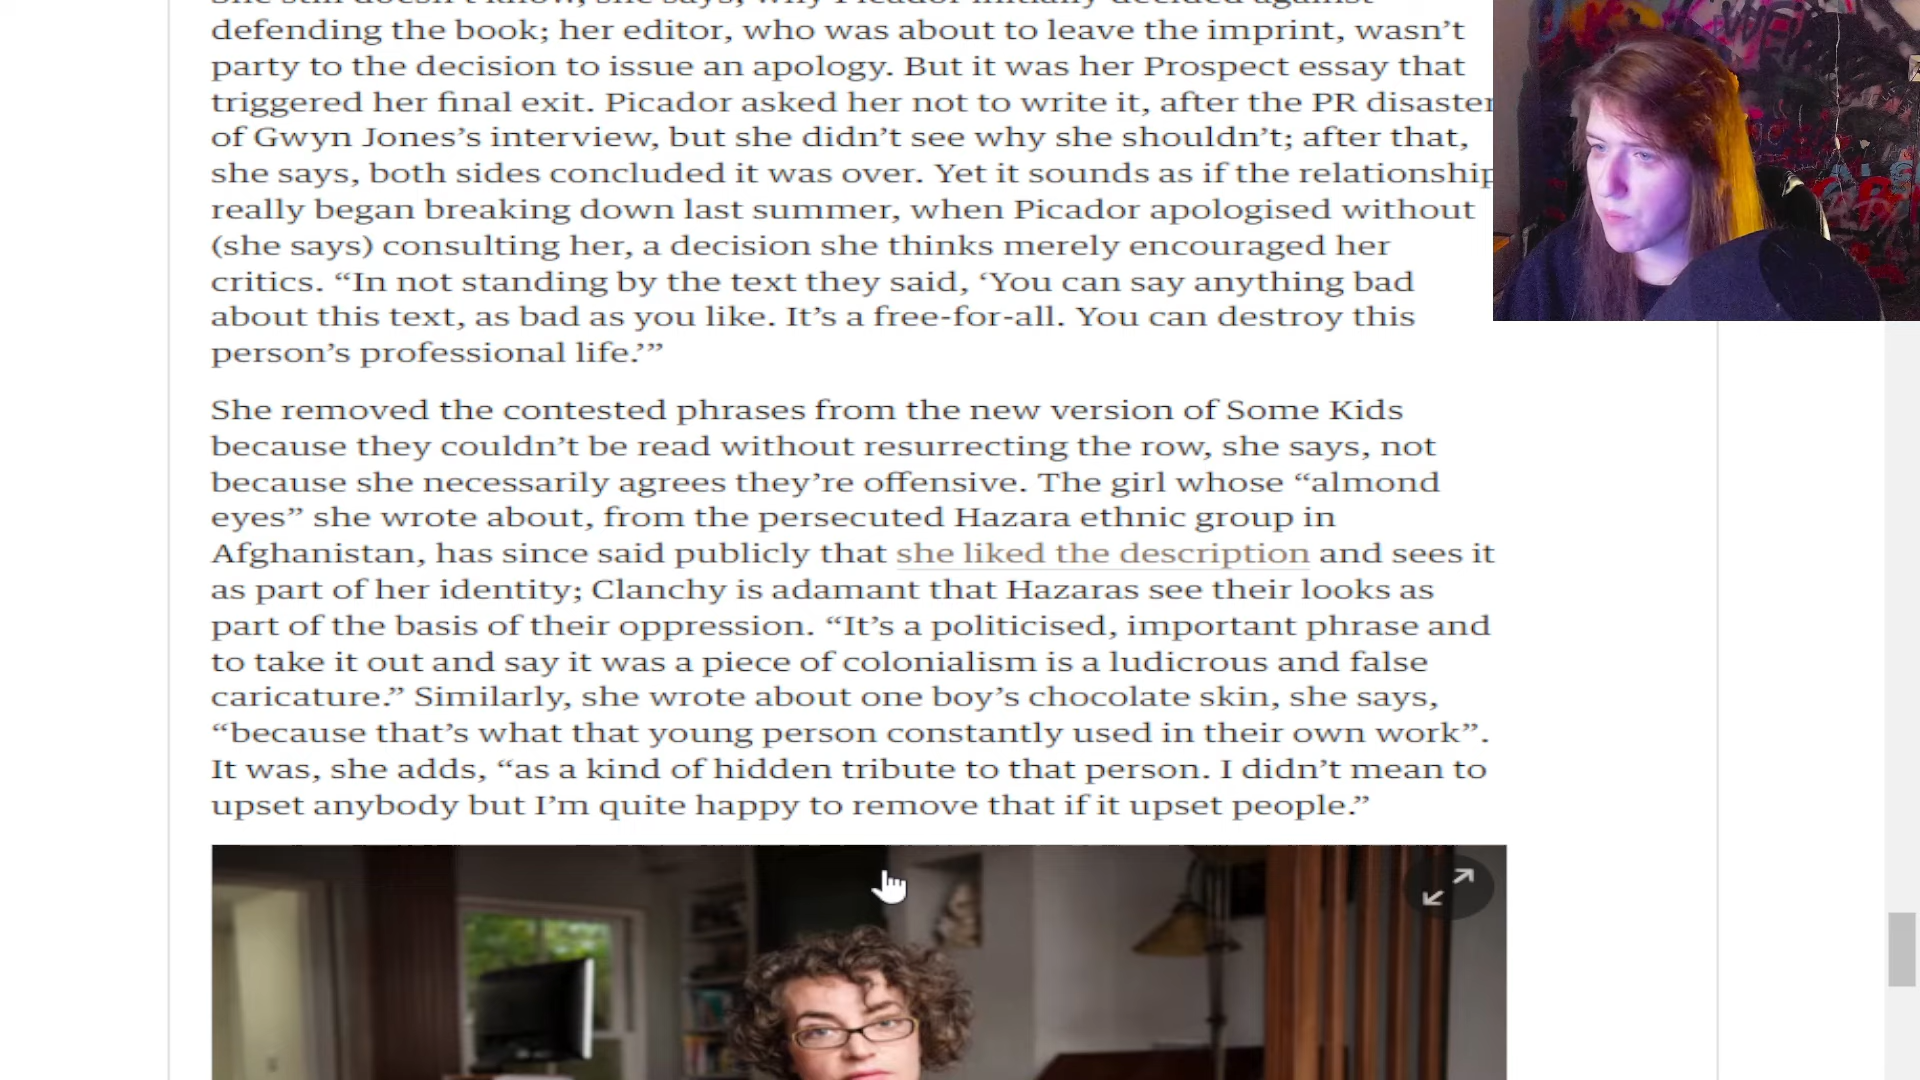 She still doesn't know, she says, why Picador initially decided against
defending the book; her editor, who was about to leave the imprint, wasn't
party to the decision to issue an apology. But it was her Prospect essay that
triggered her final exit. Picador asked her not to write it, after the PR disaster
of Gwyn Jones's interview, but she didn't see why she shouldn't; after that,
she says, both sides concluded it was over. Yet it sounds as if the relationship
really began breaking down last summer, when Picador apologised without
(she says) consulting her, a decision she thinks merely encouraged her
critics. “In not standing by the text they said, ‘You can say anything bad
about this text, as bad as you like. It's a free-for-all. You can destroy this
person's professional life.’”
She removed the contested phrases from the new version of Some Kids
because they couldn't be read without resurrecting the row, she says, not
because she necessarily agrees they're offensive. The girl whose “almond
eyes” she wrote about, from the persecuted Hazara ethnic group in
Afghanistan, has since said publicly that she liked the description and sees it
as part of her identity; Clanchy is adamant that Hazaras see their looks as
part of the basis of their oppression. “It's a politicised, important phrase and
to take it out and say it was a piece of colonialism is a ludicrous and false
caricature.” Similarly, she wrote about one boy's chocolate skin, she says,
“because that's what that young person constantly used in their own work”.
It was, she adds, “as a kind of hidden tribute to that person. I didn't mean to
upset anybody but I'm quite happy to remove that if it upset people.”